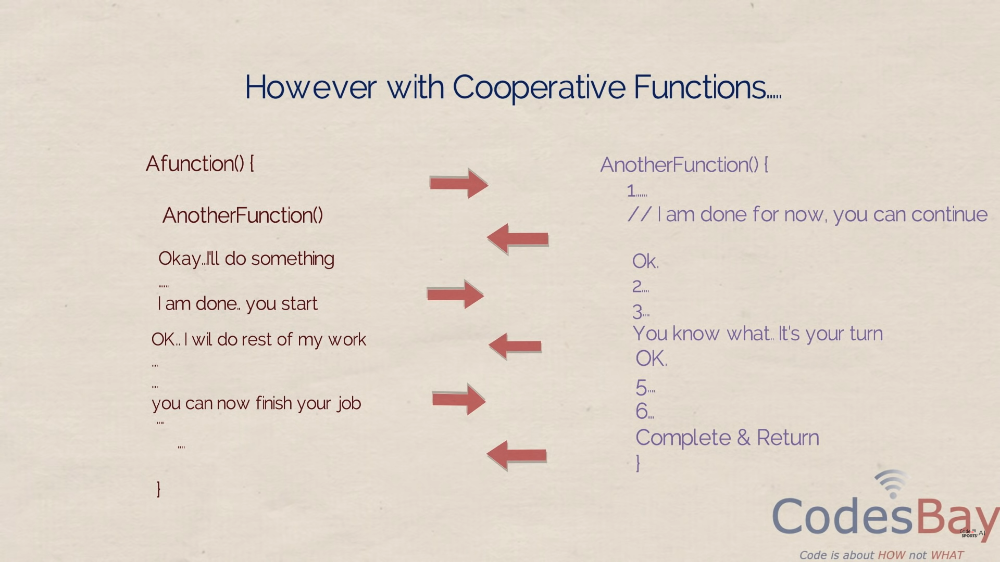 However with Cooperative Functions.....
Afunction() {
AnotherFunction()
Okay...I'll do something
......
I am done.. you start
OK... I wil do rest of my work
....
....
you can now finish your job
....
....
}
AnotherFunction() {
1......
// I am done for now, you can continue
Ok.
2....
3....
You know what.. It's your turn
OK.
5....
6...
Complete & Return
}
CodesBay
Code SPORTS.AI
Code is about HOW not WHAT